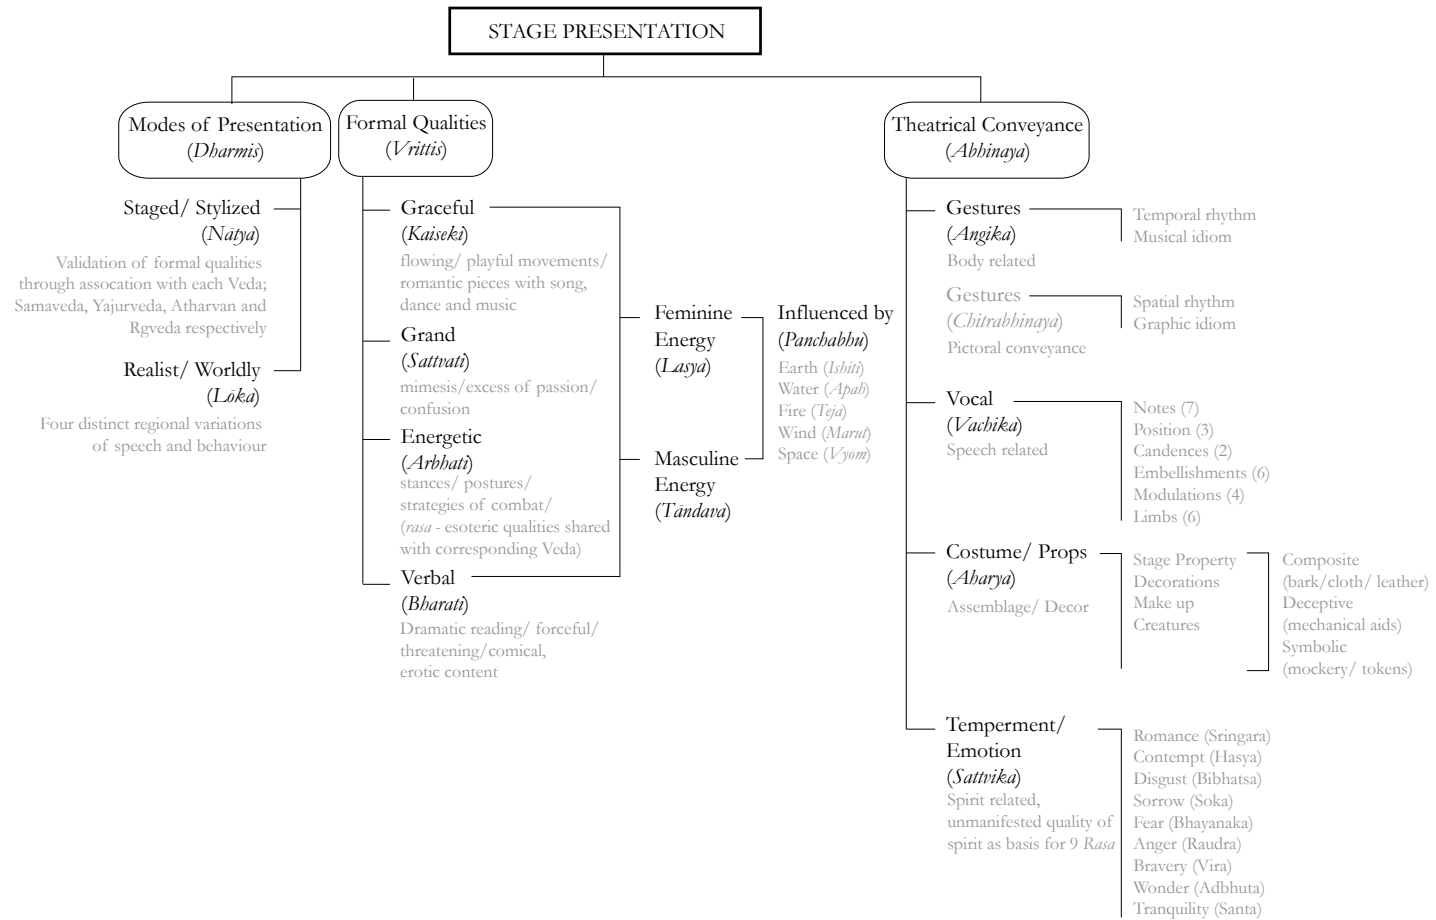 STAGE PRESENTATION
Modes of Presentation
(Dharmis)
Staged/ Stylized
(Nātya)
Validation of formal qualities
through assocation with each Veda;
Samaveda, Yajurveda, Atharvan and
Rgveda respectively
Realist/ Worldly
(Lōka)
Four distinct regional variations
of speech and behaviour
Formal Qualities
(Vrittis)
Graceful
(Kaiseki)
flowing/ playful movements/
romantic pieces with song,
dance and music
Grand
(Sattvati)
mimesis/excess of passion/
confusion
Energetic
(Arbhati)
stances/ postures/
strategies of combat/
(rasa - esoteric qualities shared
with corresponding Veda)
Verbal
(Bharati)
Dramatic reading/ forceful/
threatening/comical,
erotic content
Feminine
Energy
(Lasya)
Masculine
Energy
(Tāndava)
Influenced by
(Panchabhu)
Earth (Ishiti)
Water (Apah)
Fire (Teja)
Wind (Marut)
Space (Vyōm)
Theatrical Conveyance
(Abhinaya)
Gestures
(Angika)
Body related
Temporal rhythm
Musical idiom
Gestures
(Chitrabhinaya)
Pictoral conveyance
Spatial rhythm
Graphic idiom
Vocal
(Vachika)
Speech related
Notes (7)
Position (3)
Candences (2)
Embellishments (6)
Modulations (4)
Limbs (6)
Costume/ Props
(Aharya)
Assemblage/ Decor
Stage Property
Decorations
Make up
Creatures
Composite
(bark/cloth/ leather)
Deceptive
(mechanical aids)
Symbolic
(mockery/ tokens)
Temperment/
Emotion
(Sattvika)
Spirit related,
unmanifested quality of
spirit as basis for 9 Rasa
Romance (Sringara)
Contempt (Hasya)
Disgust (Bibhatsa)
Sorrow (Soka)
Fear (Bhayanaka)
Anger (Raudra)
Bravery (Vira)
Wonder (Adbhuta)
Tranquility (Santa)